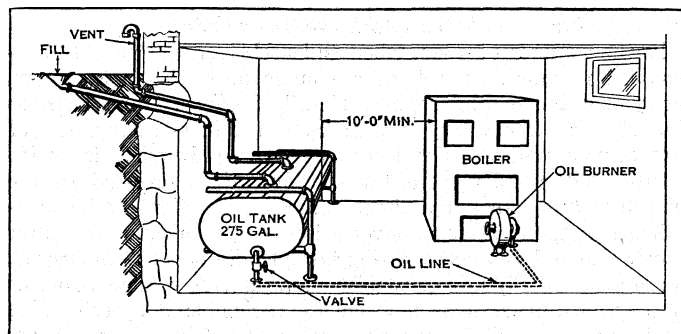 VENT
FILL
10'-0" MIN.
BOILER
OIL BURNER
OIL TANK
275 GAL.
OIL LINE
VALVE